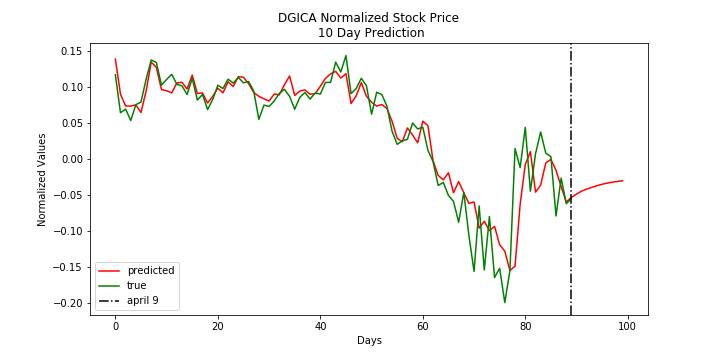 DGICA Normalized Stock Price
10 Day Prediction
Normalized Values
0.15
0.10
0.05
0.00
−0.05
−0.10
−0.15
−0.20
predicted
true
april 9
0
20
40
60
80
100
Days